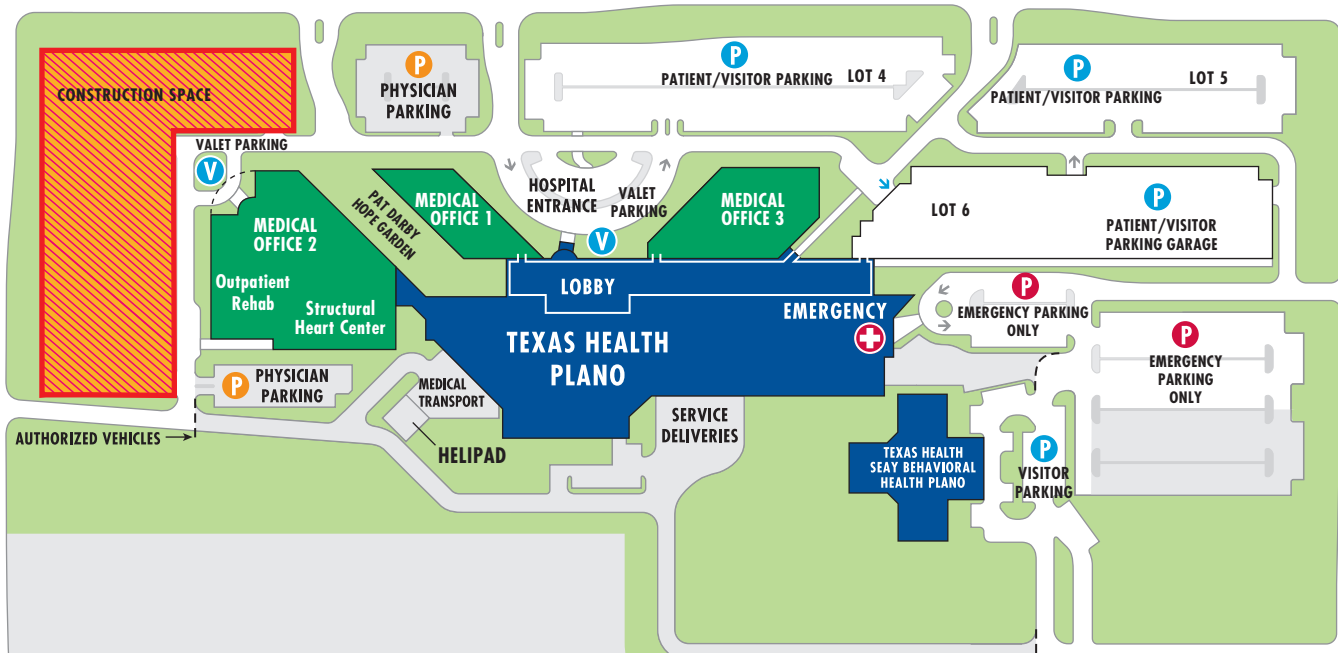 CONSTRUCTION SPACE
VALET PARKING
V
P
PHYSICIAN
PARKING
P
PATIENT/VISITOR PARKING
LOT 4
P
PATIENT/VISITOR PARKING
LOT 5
MEDICAL
OFFICE 2
Outpatient
Rehab
Structural
Heart Center
PAT DARBY
HOPE GARDEN
MEDICAL
OFFICE 1
HOSPITAL
ENTRANCE
VALET
PARKING
V
MEDICAL
OFFICE 3
LOT 6
P
PATIENT/VISITOR
PARKING GARAGE
LOBBY
EMERGENCY
TEXAS HEALTH
PLANO
P
EMERGENCY PARKING
ONLY
P
EMERGENCY
PARKING
ONLY
P
PHYSICIAN
PARKING
MEDICAL
TRANSPORT
HELIPAD
SERVICE
DELIVERIES
AUTHORIZED VEHICLES
TEXAS HEALTH
SEAY BEHAVIORAL
HEALTH PLANO
P
VISITOR
PARKING